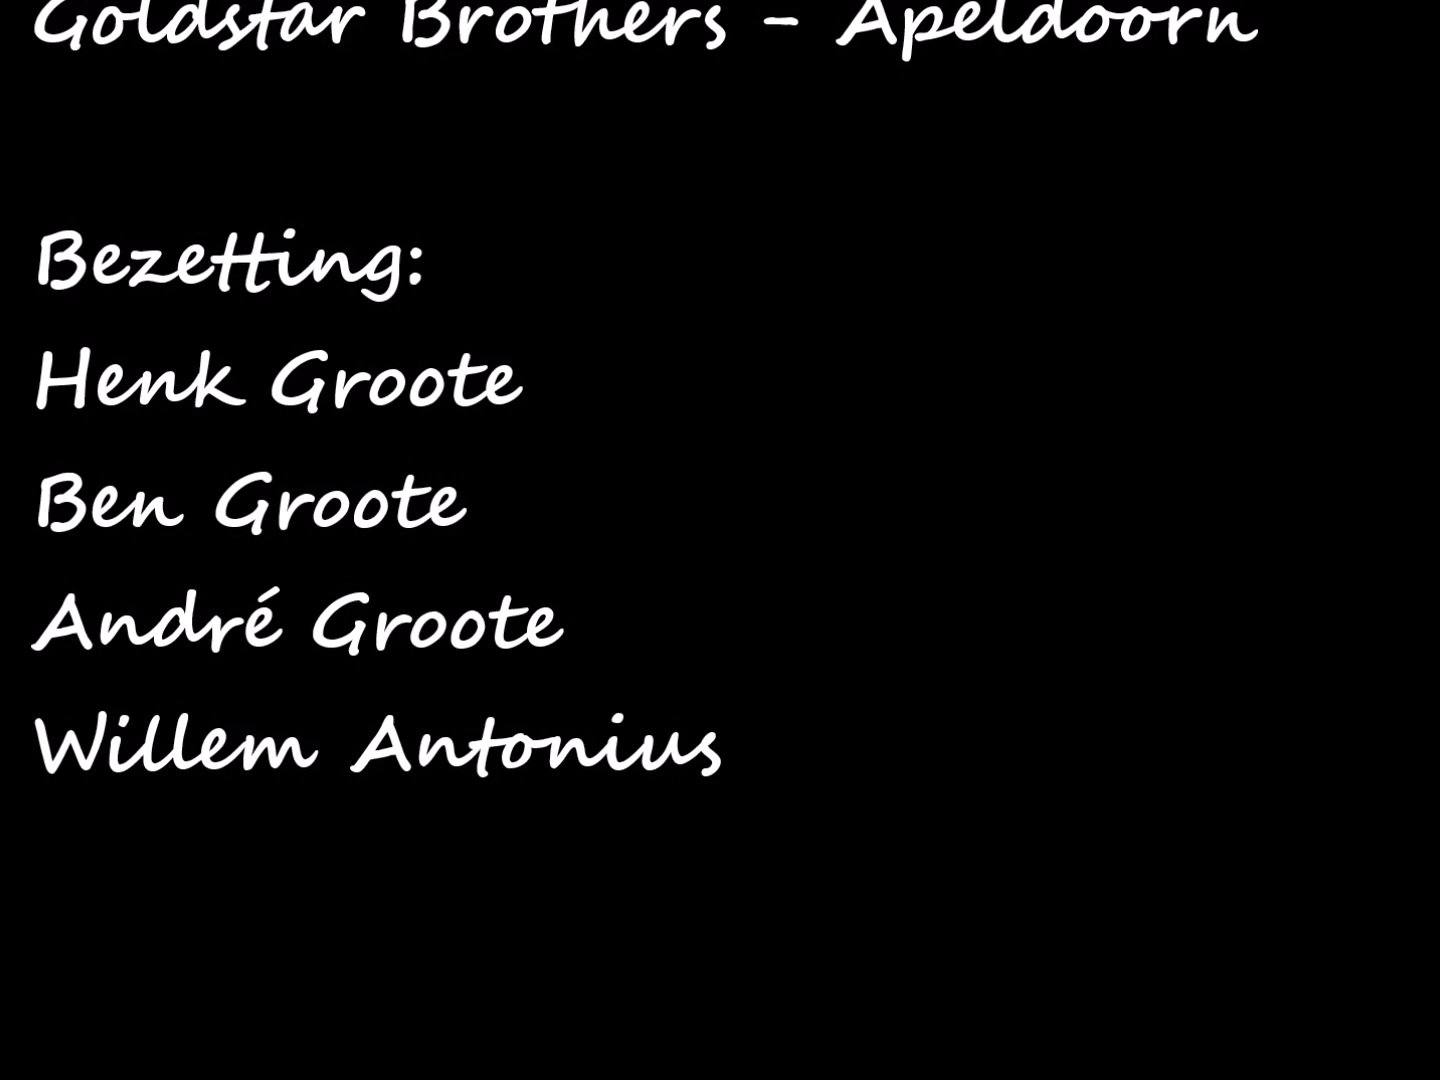 Goldstar Brothers - Apeldoorn
Bezetting:
Henk Groote
Ben Groote
André Groote
Willem Antonius